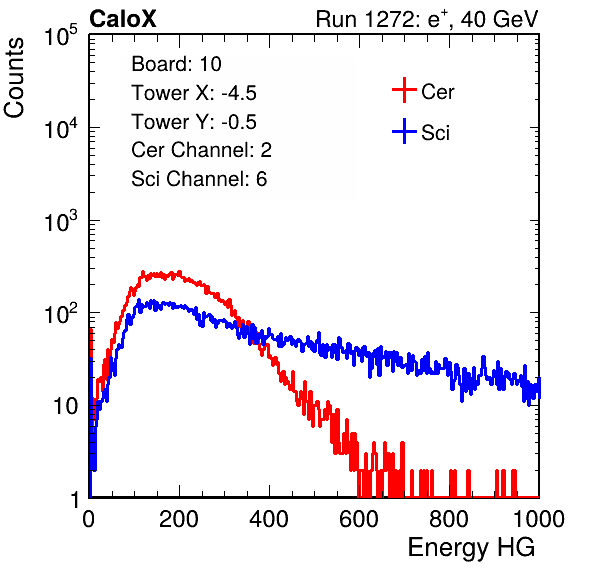 CaloX Run 1272: e+, 40 GeV
Counts
10^5
Board: 10
Tower X: -4.5
Tower Y: -0.5
Cer Channel: 2
Sci Channel: 6
Cer
Sci
10^4
10^3
10^2
10
1
0 200 400 600 800 1000
Energy HG